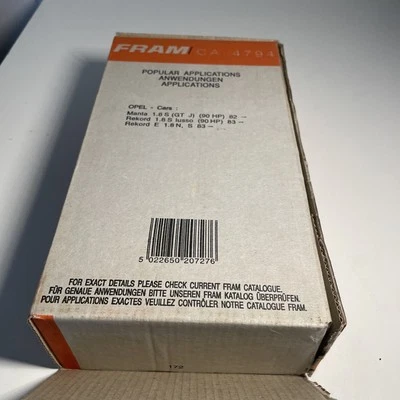 FRAM CA 4794
POPULAR APPLICATIONS
ANWENDUNGEN
APPLICATIONS
OPEL - Cars :
Manta 1.8 S (GT J) (90 HP) 82 -
Rekord 1.8 S lusso (90 HP) 83 -
Rekord E 1.8 N, S 83 - ...
5 022650 207276
FOR EXACT DETAILS PLEASE CHECK CURRENT FRAM CATALOGUE.
FÜR GENAUE ANWENDUNGEN BITTE UNSEREN FRAM KATALOG ÜBERPRÜFEN.
POUR APPLICATIONS EXACTES VEUILLEZ CONTRÔLER NOTRE CATALOGUE FRAM.
172